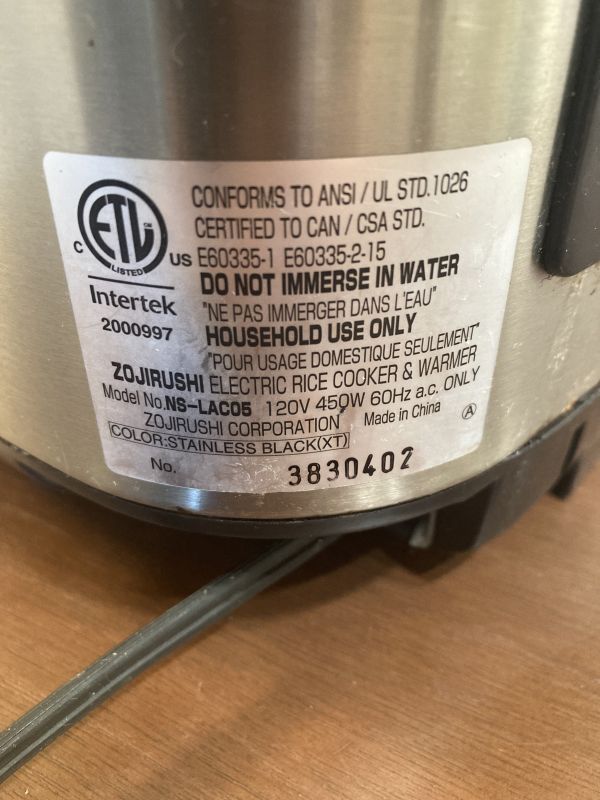 CONFORMS TO ANSI / UL STD.1026
CERTIFIED TO CAN / CSA STD.
E60335-1 E60335-2-15
ETL
CM
LISTED
C
US
Intertek
2000997
DO NOT IMMERSE IN WATER
"NE PAS IMMERGER DANS L'EAU"
HOUSEHOLD USE ONLY
"POUR USAGE DOMESTIQUE SEULEMENT"
ZOJIRUSHI ELECTRIC RICE COOKER & WARMER
Model No.NS-LAC05 120V 450W 60Hz a.c. ONLY
ZOJIRUSHI CORPORATION Made in China A
COLOR:STAINLESS BLACK(XT)
No. 3830402